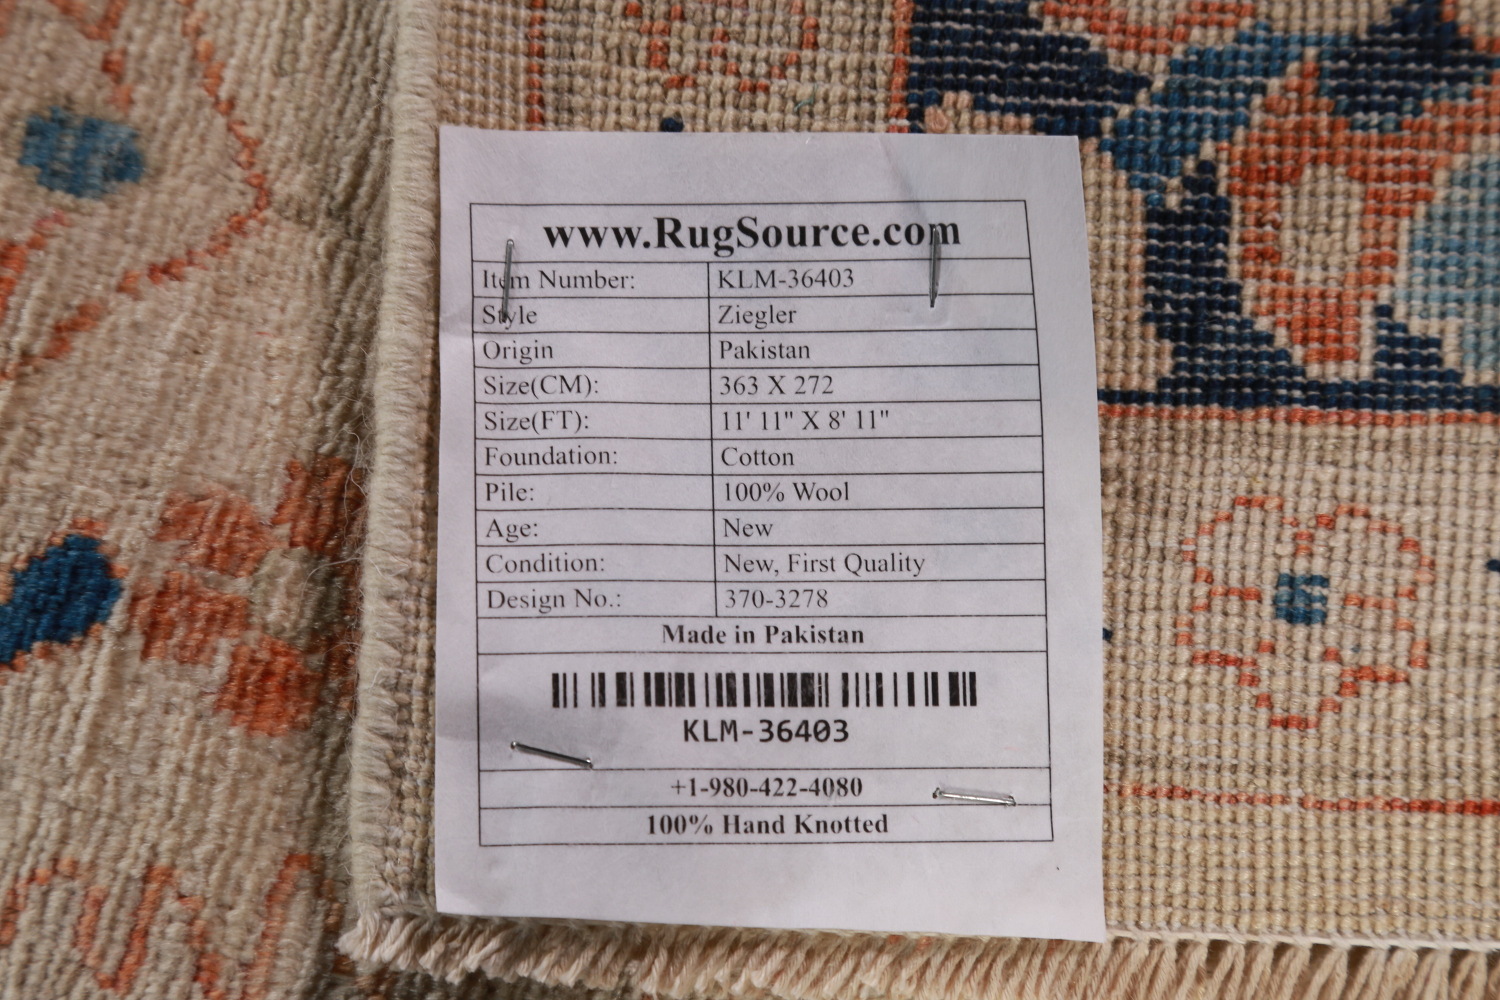 www.RugSource.com
Item Number: KLM-36403
Style Ziegler
Origin Pakistan
Size(CM): 363 X 272
Size(FT): 11' 11" X 8' 11"
Foundation: Cotton
Pile: 100% Wool
Age: New
Condition: New, First Quality
Design No.: 370-3278
Made in Pakistan
KLM-36403
+1-980-422-4080
100% Hand Knotted